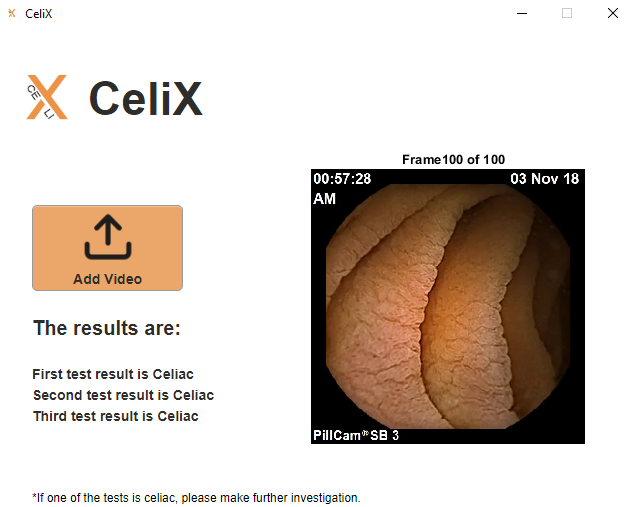 CeliX
CELI
CeliX
Frame100 of 100
00:57:28
AM
03 Nov 18
Add Video
The results are:
First test result is Celiac
Second test result is Celiac
Third test result is Celiac
PillCam®SB 3
*If one of the tests is celiac, please make further investigation.